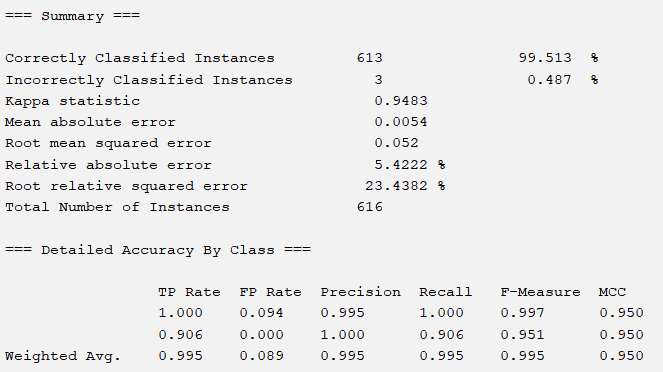 === Summary ===
Correctly Classified Instances 613 99.513 %
Incorrectly Classified Instances 3 0.487 %
Kappa statistic 0.9483
Mean absolute error 0.0054
Root mean squared error 0.052
Relative absolute error 5.4222 %
Root relative squared error 23.4382 %
Total Number of Instances 616
=== Detailed Accuracy By Class ===
TP Rate FP Rate Precision Recall F-Measure MCC
1.000 0.094 0.995 1.000 0.997 0.950
0.906 0.000 1.000 0.906 0.951 0.950
Weighted Avg. 0.995 0.089 0.995 0.995 0.995 0.950